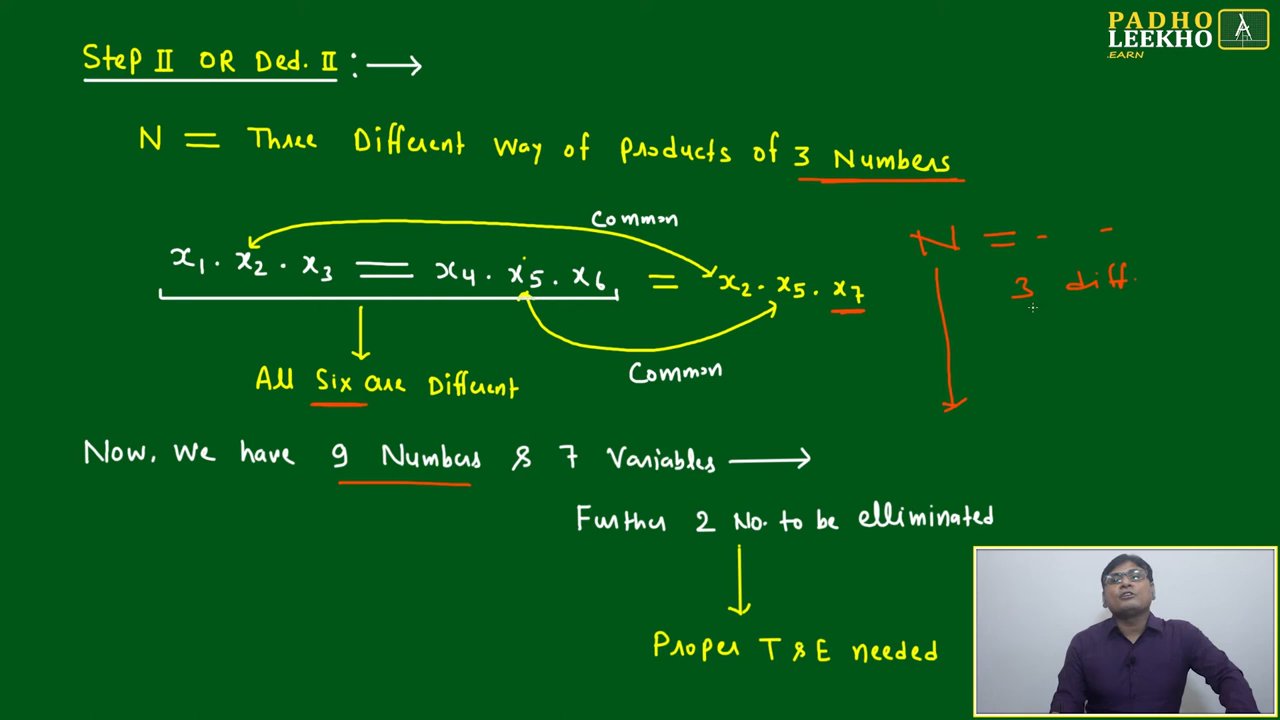 PADHO
LEEKHO
.EARN
Step II OR Ded. II :→
N = Three Different Way of Products of 3 Numbers
Common
x₁ · x₂ · x₃ = x₄ · x₅ · x₆ = x₂ · x₅ · x₇
N = - -
3 diff.
All Six are Different
Common
Now, We have 9 Numbers & 7 Variables →
Further 2 No. to be elliminated
Proper T & E needed